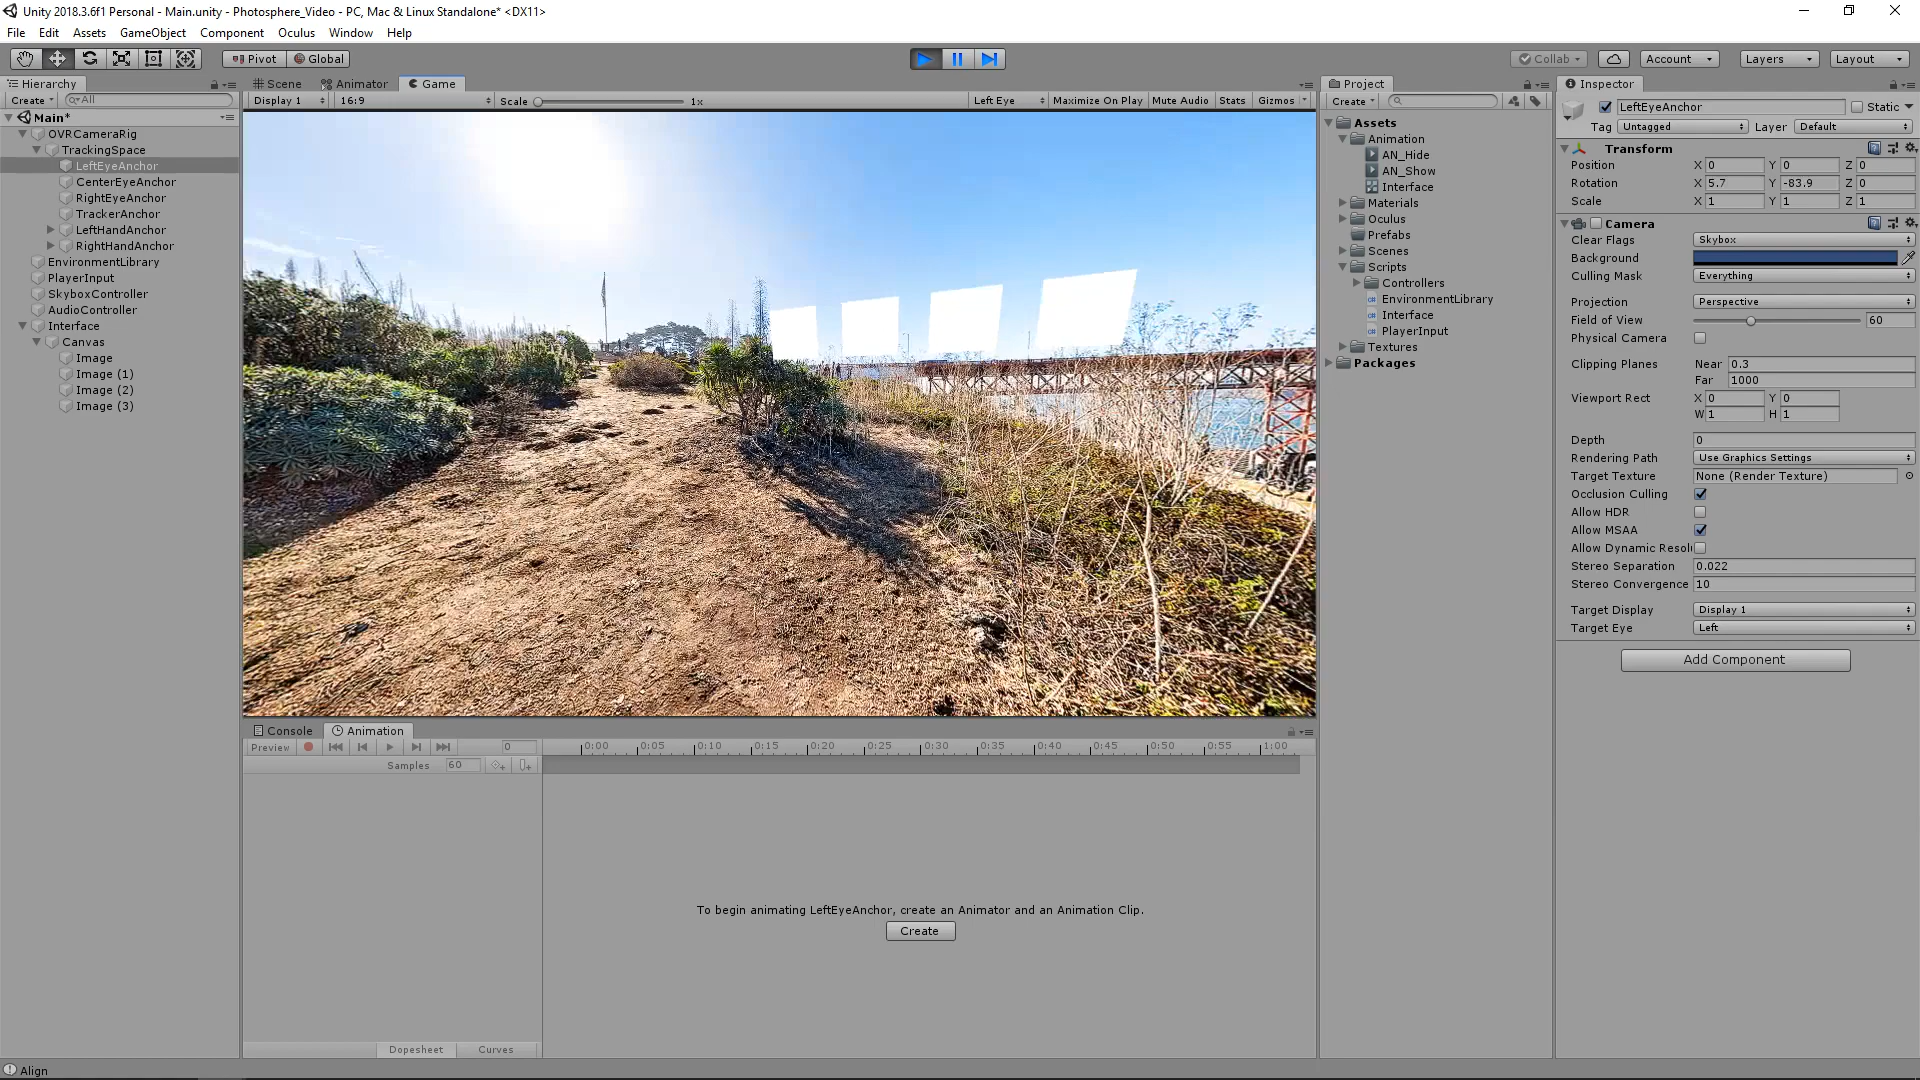 Unity 2018.3.6f1 Personal - Main.unity - Photosphere_Video - PC, Mac & Linux Standalone* <DX11>
File Edit Assets GameObject Component Oculus Window Help
Pivot Global Collab Account Layers Layout
Hierarchy
Create All
Main*
OVRCameraRig
TrackingSpace
LeftEyeAnchor
CenterEyeAnchor
RightEyeAnchor
TrackerAnchor
LeftHandAnchor
RightHandAnchor
EnvironmentLibrary
PlayerInput
SkyboxController
AudioController
Interface
Canvas
Image
Image (1)
Image (2)
Image (3)
Scene Animator Game
Display 1 16:9 Scale 1x Left Eye Maximize On Play Mute Audio Stats Gizmos
Console Animation
Preview 0 0:00 0:05 0:10 0:15 0:20 0:25 0:30 0:35 0:40 0:45 0:50 0:55 1:00
Samples 60
To begin animating LeftEyeAnchor, create an Animator and an Animation Clip.
Create
Dopesheet Curves
Project
Create
Assets
Animation
AN_Hide
AN_Show
Interface
Materials
Oculus
Prefabs
Scenes
Scripts
Controllers
EnvironmentLibrary
Interface
PlayerInput
Textures
Packages
Inspector
LeftEyeAnchor Static
Tag Untagged Layer Default
Transform
Position X 0 Y 0 Z 0
Rotation X 5.7 Y -83.9 Z 0
Scale X 1 Y 1 Z 1
Camera
Clear Flags Skybox
Background
Culling Mask Everything
Projection Perspective
Field of View 60
Physical Camera
Clipping Planes Near 0.3
Far 1000
Viewport Rect X 0 Y 0
W 1 H 1
Depth 0
Rendering Path Use Graphics Settings
Target Texture None (Render Texture)
Occlusion Culling
Allow HDR
Allow MSAA
Allow Dynamic Resol
Stereo Separation 0.022
Stereo Convergence 10
Target Display Display 1
Target Eye Left
Add Component
Align